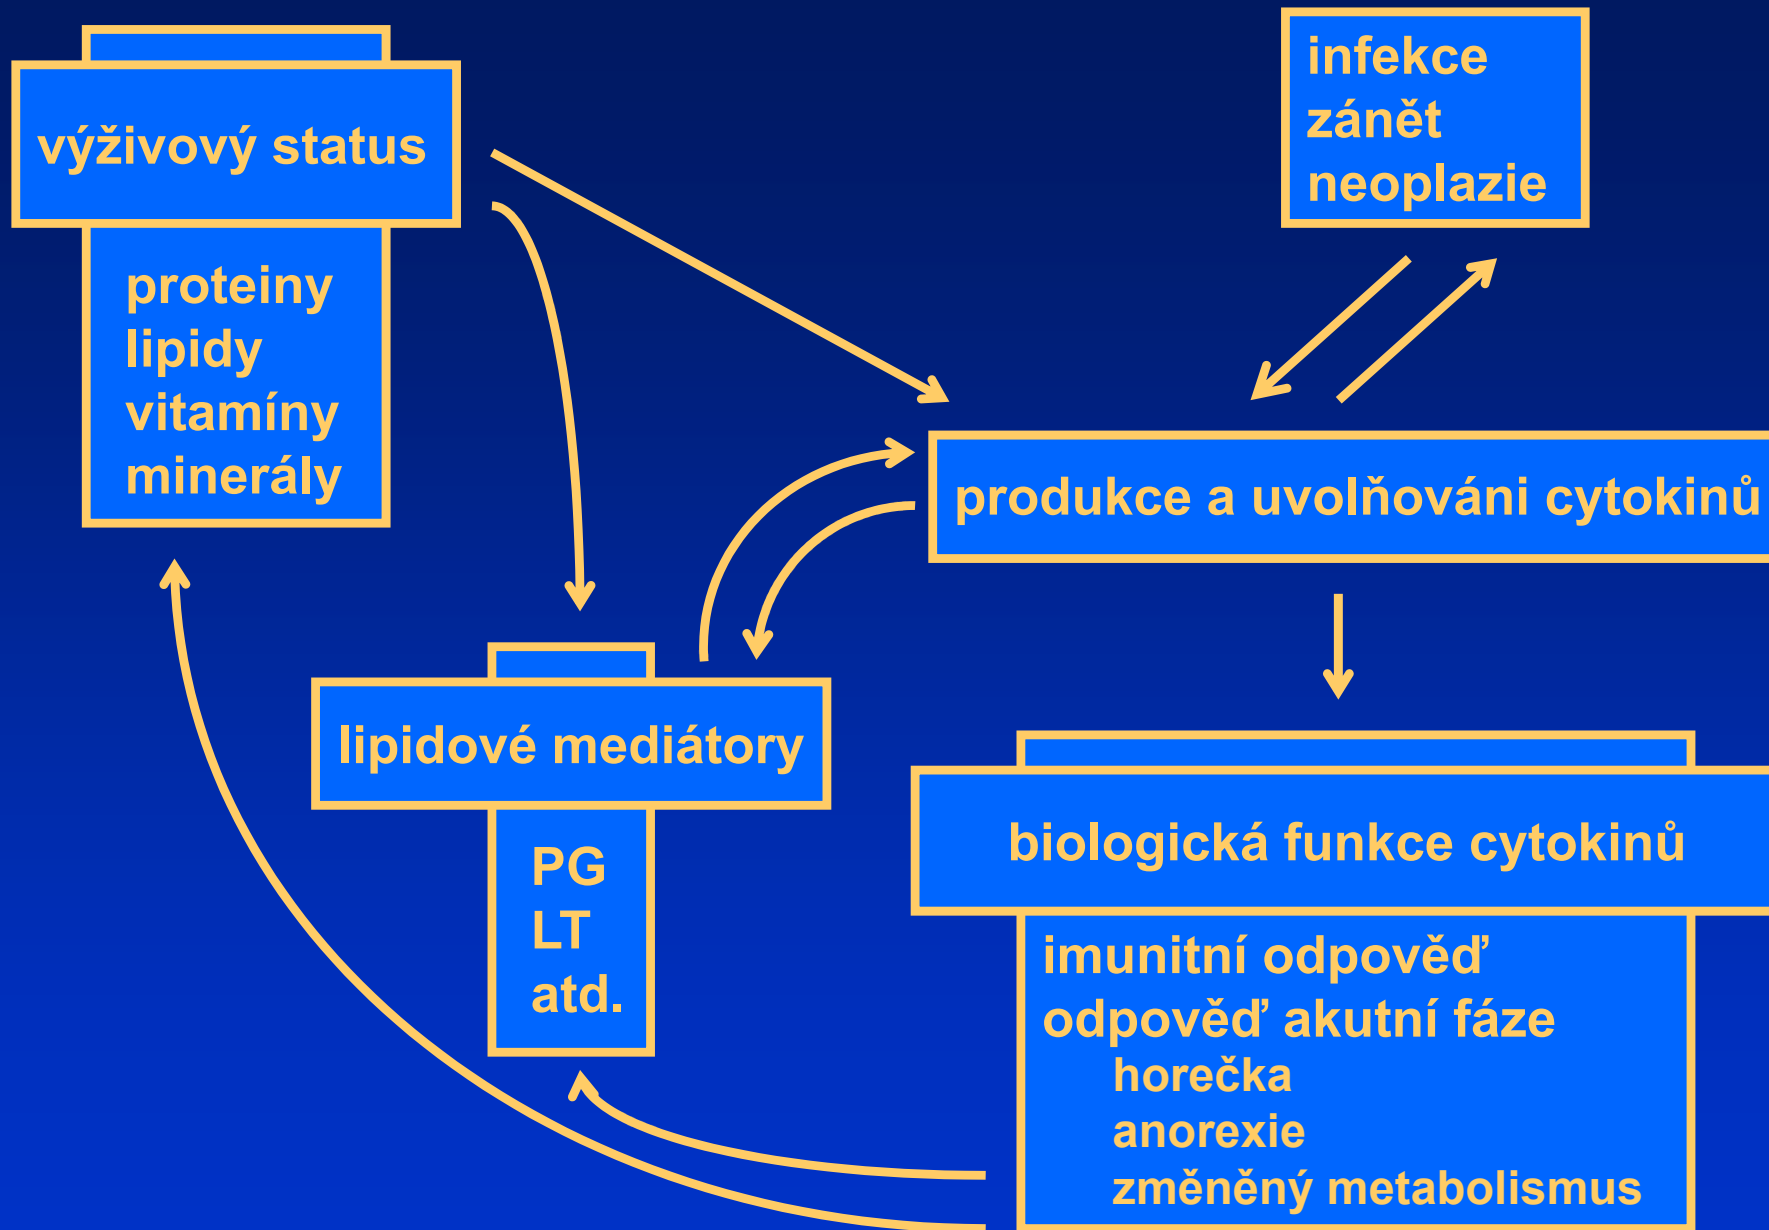 výživový status
proteiny
lipidy
vitamíny
minerály
infekce
zánět
neoplazie
produkce a uvolňováni cytokinů
lipidové mediátory
PG
LT
atd.
biologická funkce cytokinů
imunitní odpověď
odpověď akutní fáze
horečka
anorexie
změněný metabolismus